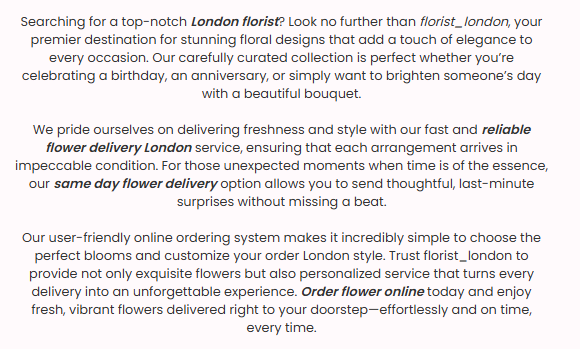 Searching for a top-notch London florist? Look no further than florist_london, your
premier destination for stunning floral designs that add a touch of elegance to
every occasion. Our carefully curated collection is perfect whether you're
celebrating a birthday, an anniversary, or simply want to brighten someone's day
with a beautiful bouquet.
We pride ourselves on delivering freshness and style with our fast and reliable
flower delivery London service, ensuring that each arrangement arrives in
impeccable condition. For those unexpected moments when time is of the essence,
our same day flower delivery option allows you to send thoughtful, last-minute
surprises without missing a beat.
Our user-friendly online ordering system makes it incredibly simple to choose the
perfect blooms and customize your order London style. Trust florist_london to
provide not only exquisite flowers but also personalized service that turns every
delivery into an unforgettable experience. Order flower online today and enjoy
fresh, vibrant flowers delivered right to your doorstep—effortlessly and on time,
every time.